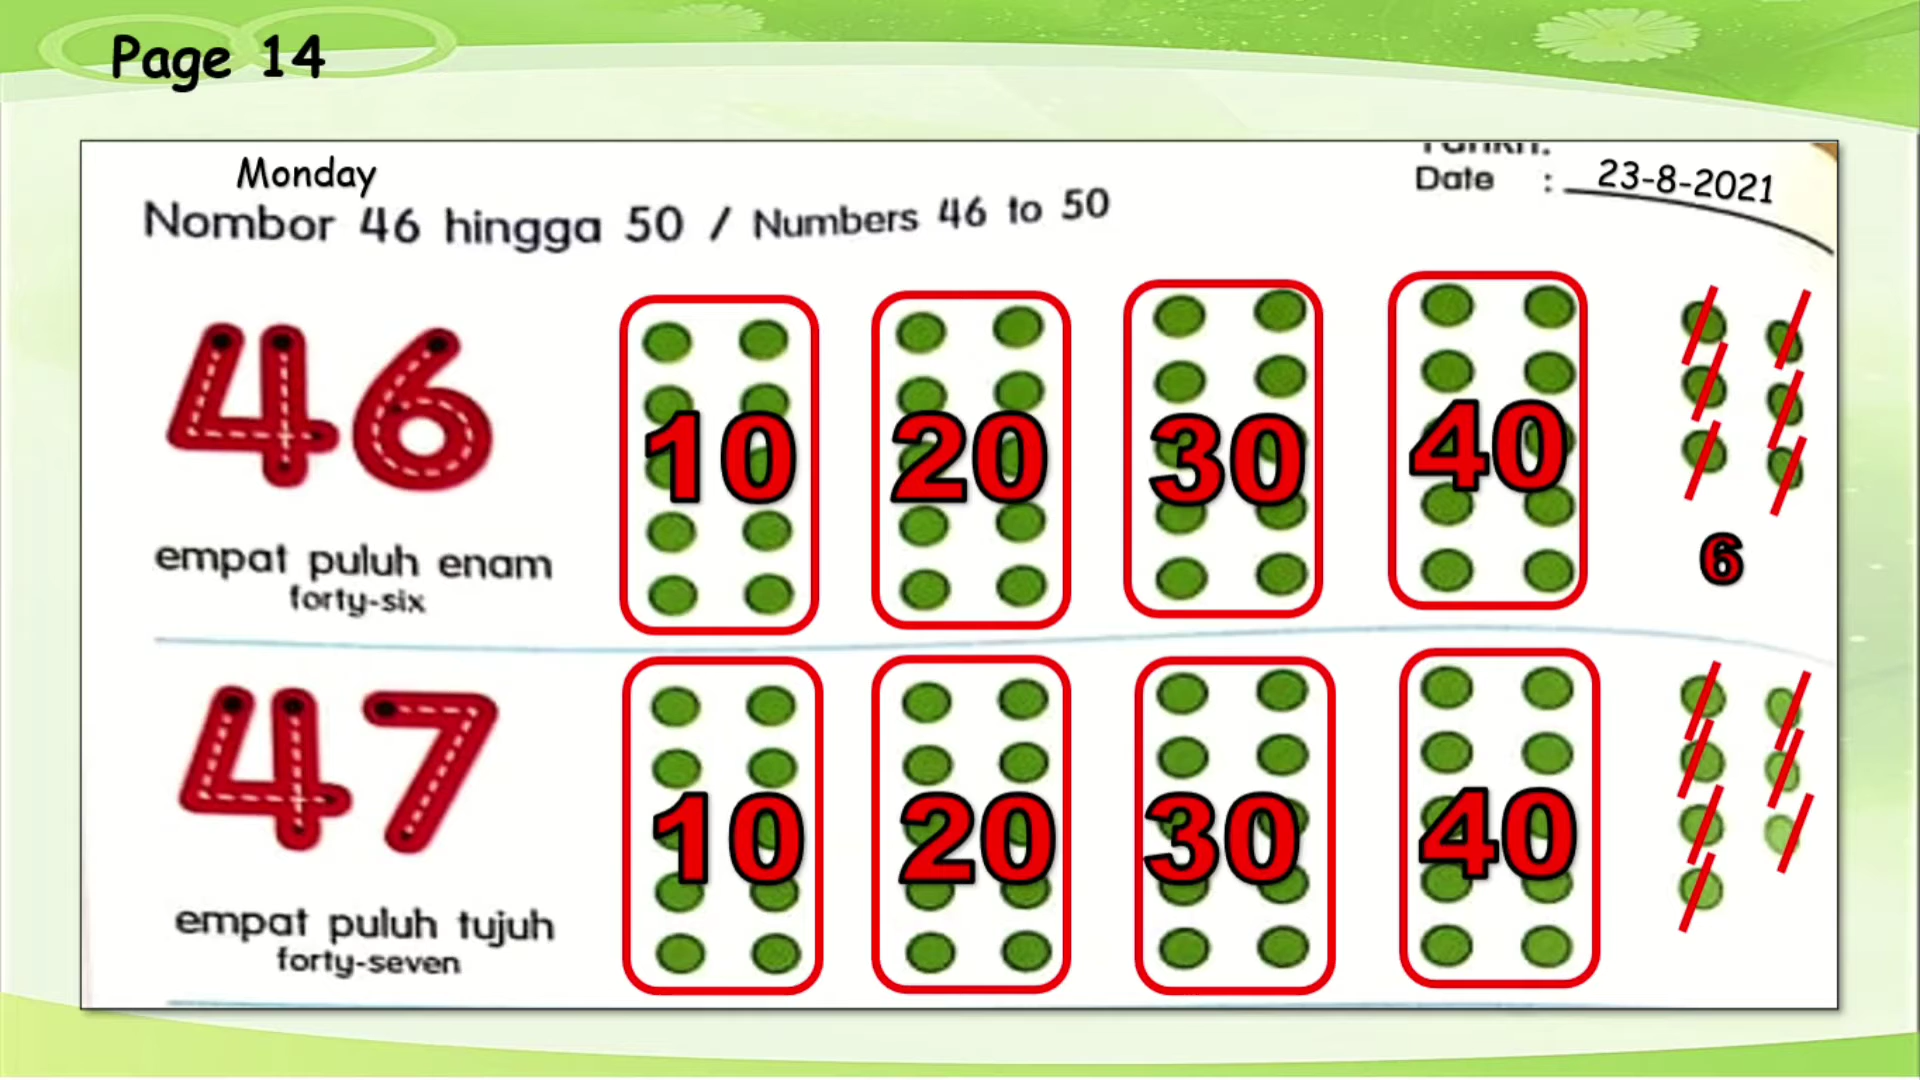 Page 14
Monday
Date : 23-8-2021
Nombor 46 hingga 50 / Numbers 46 to 50
46
10 20 30 40
6
empat puluh enam
forty-six
47
10 20 30 40
empat puluh tujuh
forty-seven